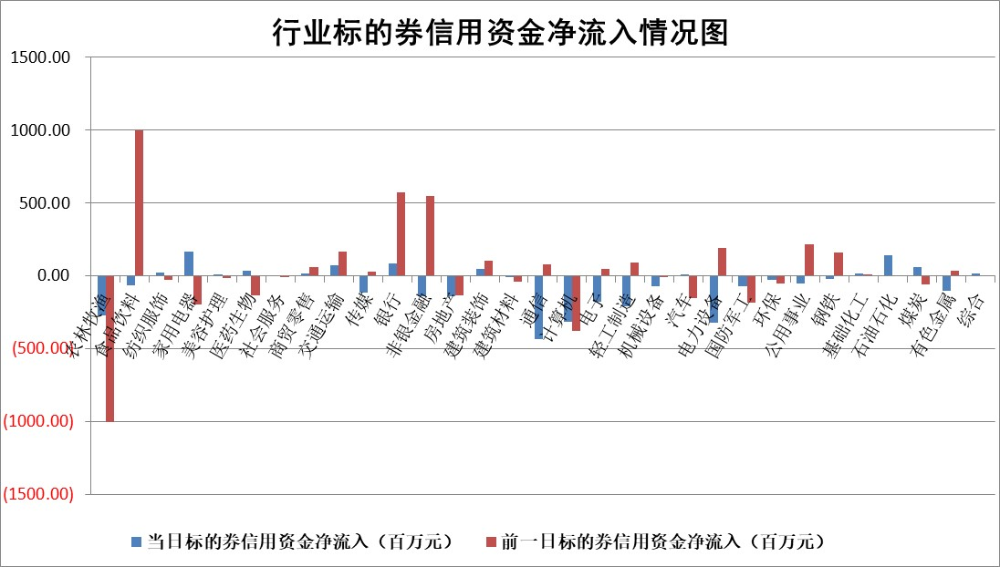 行业标的券信用资金净流入情况图
1500.00
1000.00
500.00
0.00
(500.00)
(1000.00)
(1500.00)
农林牧渔
食品饮料
纺织服饰
家用电器
美容护理
医药生物
社会服务
商贸零售
交通运输
传媒
银行
非银金融
房地产
建筑装饰
建筑材料
通信
计算机
电子
轻工制造
机械设备
汽车
电力设备
国防军工
环保
公用事业
钢铁
基础化工
石油石化
煤炭
有色金属
综合
当日标的券信用资金净流入（百万元）
前一日标的券信用资金净流入（百万元）